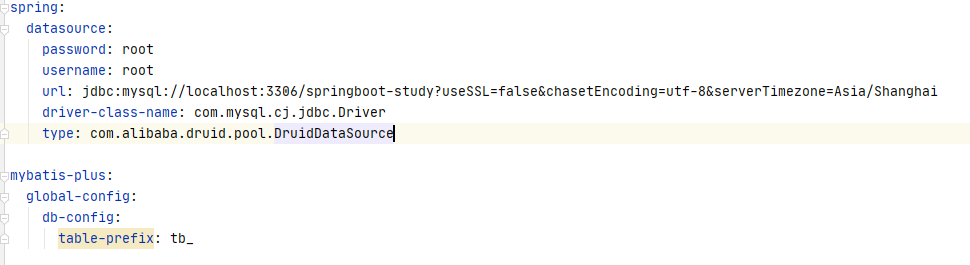 spring:
  datasource:
    password: root
    username: root
    url: jdbc:mysql://localhost:3306/springboot-study?useSSL=false&chasetEncoding=utf-8&serverTimezone=Asia/Shanghai
    driver-class-name: com.mysql.cj.jdbc.Driver
    type: com.alibaba.druid.pool.DruidDataSource

mybatis-plus:
  global-config:
    db-config:
      table-prefix: tb_